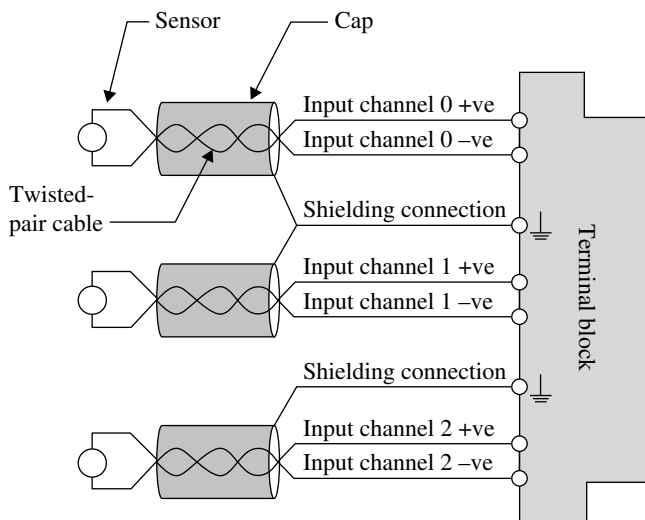 Sensor
Cap
Input channel 0 +ve
Input channel 0 –ve
Twisted-
pair cable
Shielding connection
Input channel 1 +ve
Input channel 1 –ve
Shielding connection
Input channel 2 +ve
Input channel 2 –ve
Terminal block